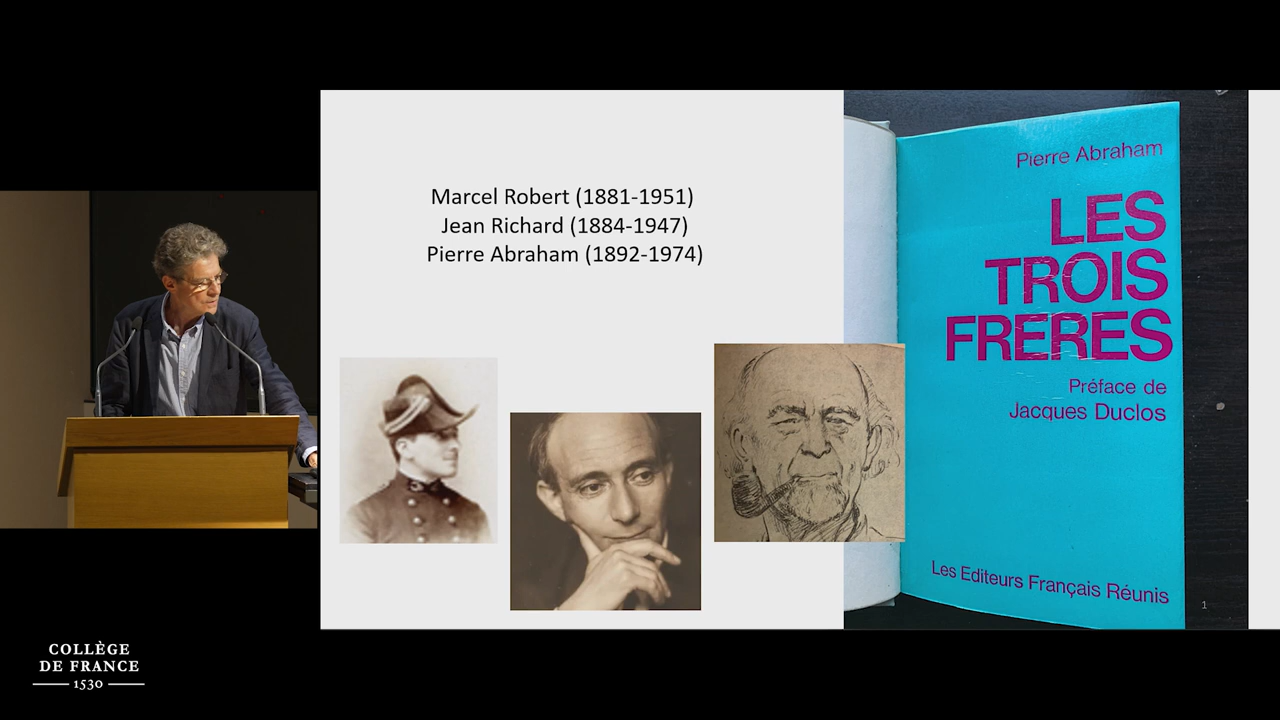 Marcel Robert (1881-1951)
Jean Richard (1884-1947)
Pierre Abraham (1892-1974)
Pierre Abraham
LES
TROIS
FRERES
Préface de
Jacques Duclos
Les Editeurs Français Réunis
1
COLLÈGE
DE FRANCE
1530